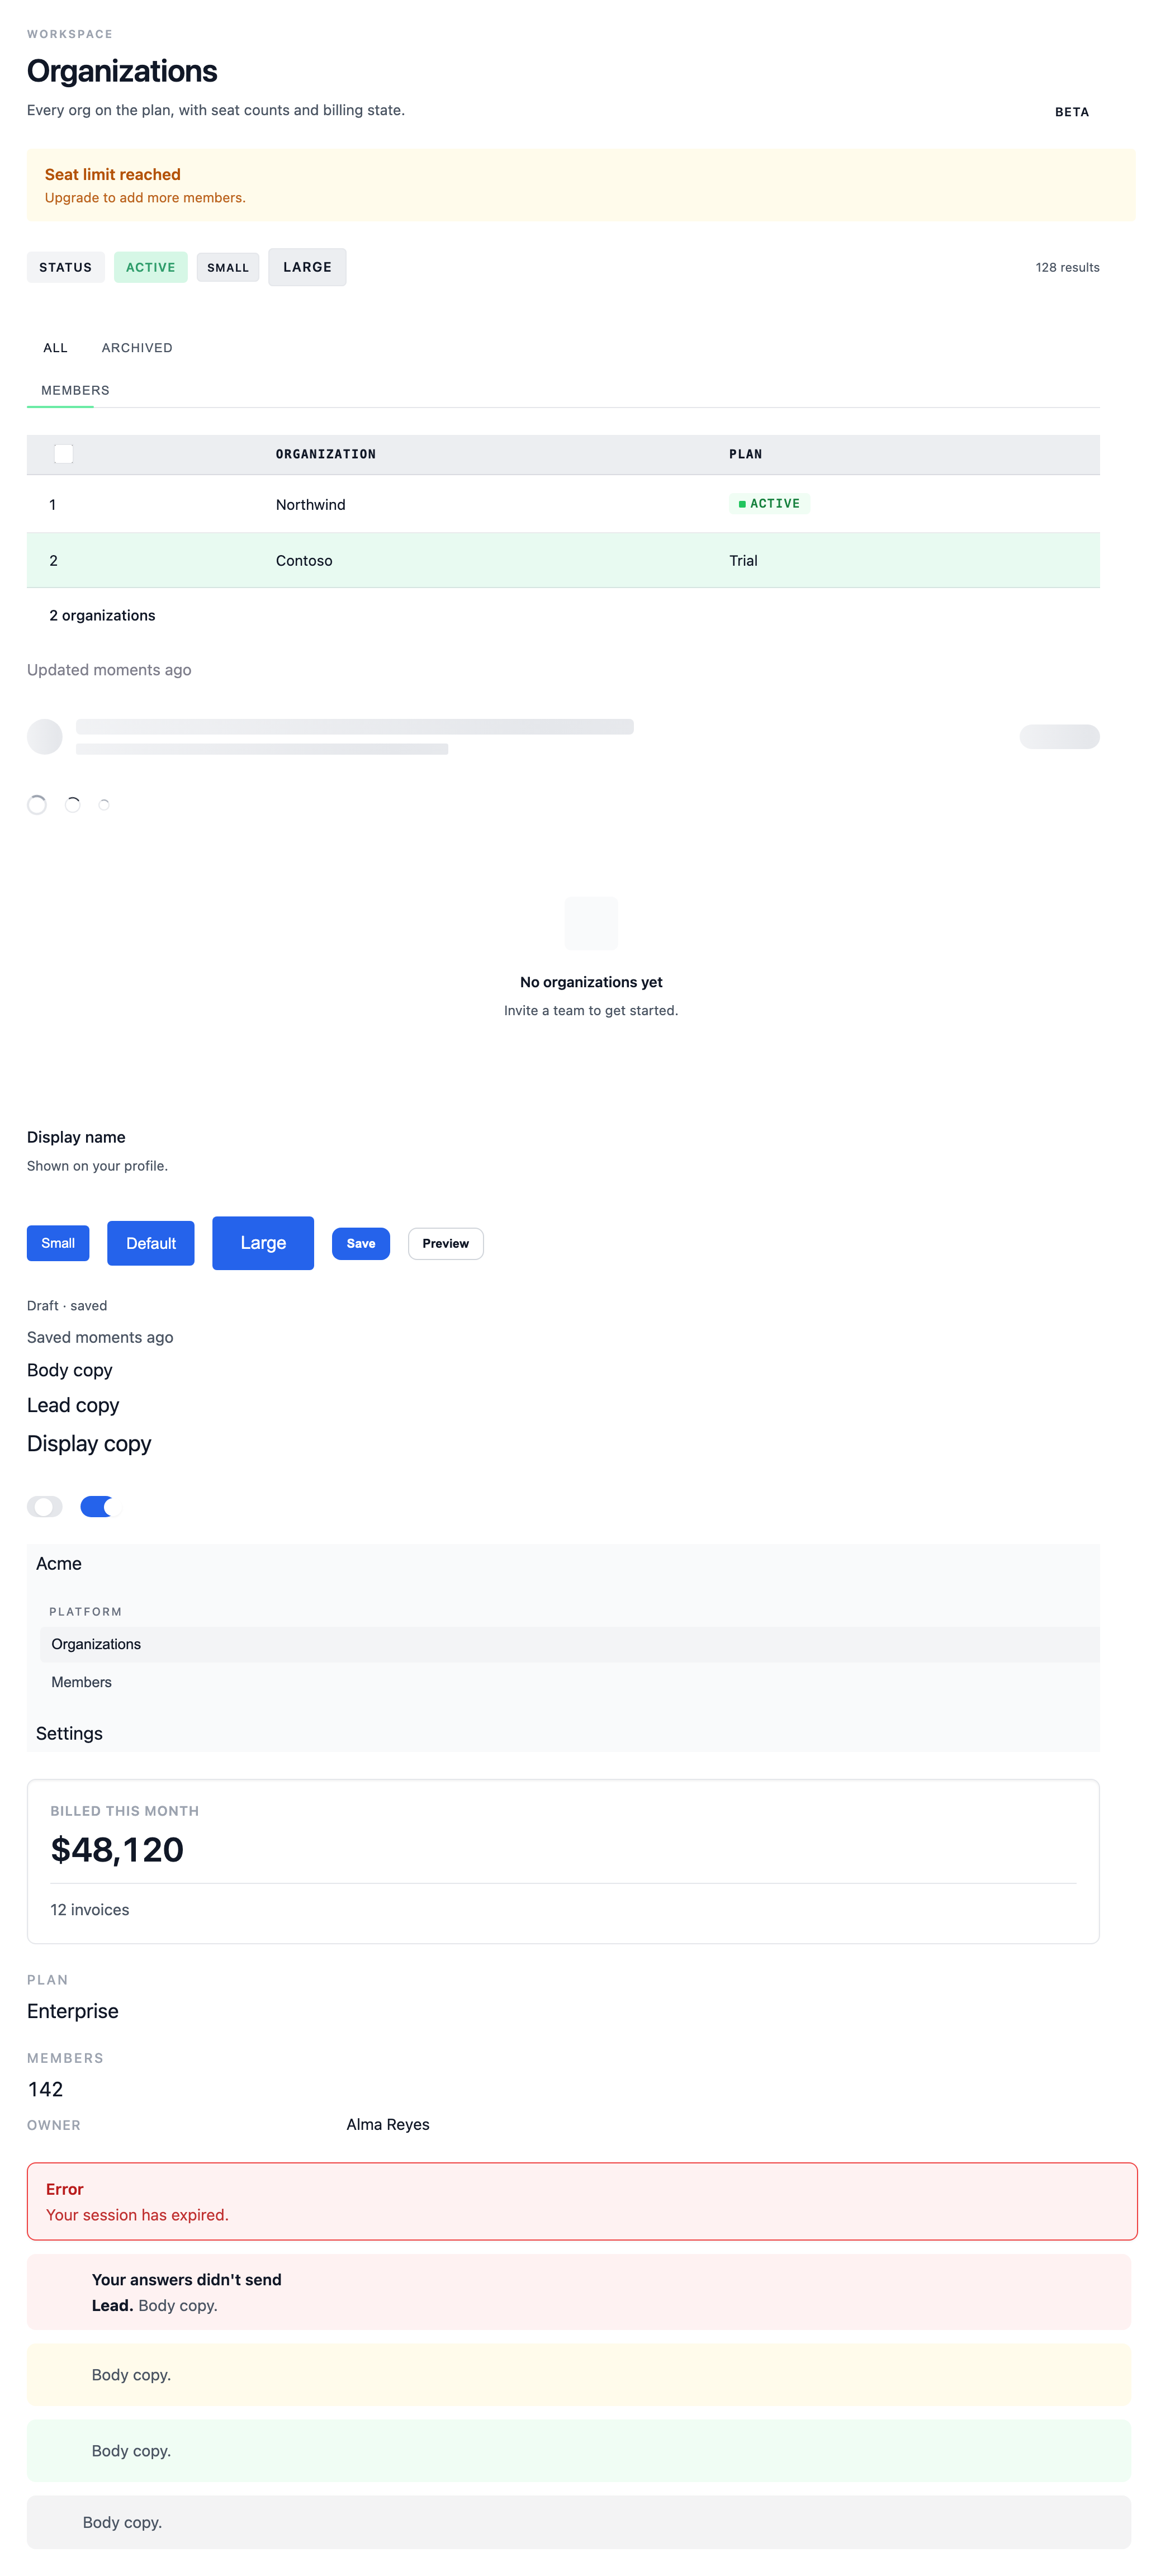 WORKSPACE
Organizations
Every org on the plan, with seat counts and billing state.
BETA
Seat limit reached
Upgrade to add more members.
STATUS ACTIVE SMALL LARGE 128 results
ALL ARCHIVED
MEMBERS
ORGANIZATION PLAN
1 Northwind ACTIVE
2 Contoso Trial
2 organizations
Updated moments ago
No organizations yet
Invite a team to get started.
Display name
Shown on your profile.
Small Default Large Save Preview
Draft · saved
Saved moments ago
Body copy
Lead copy
Display copy
Acme
PLATFORM
Organizations
Members
Settings
BILLED THIS MONTH
$48,120
12 invoices
PLAN
Enterprise
MEMBERS
142
OWNER Alma Reyes
Error
Your session has expired.
Your answers didn't send
Lead. Body copy.
Body copy.
Body copy.
Body copy.